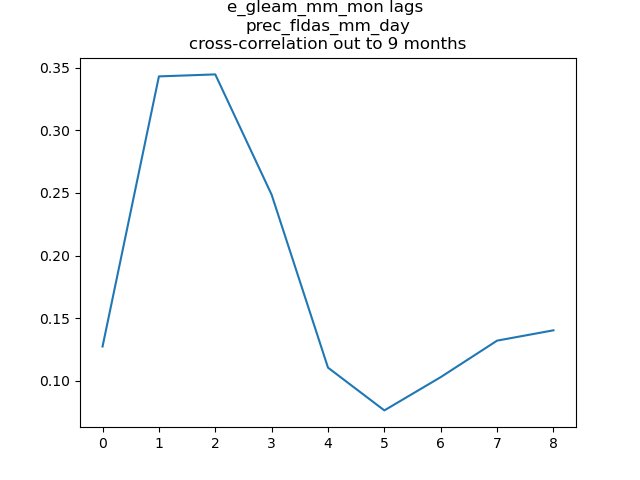 e_gleam_mm_mon lags
prec_fldas_mm_day
cross-correlation out to 9 months
0.35
0.30
0.25
0.20
0.15
0.10
0 1 2 3 4 5 6 7 8